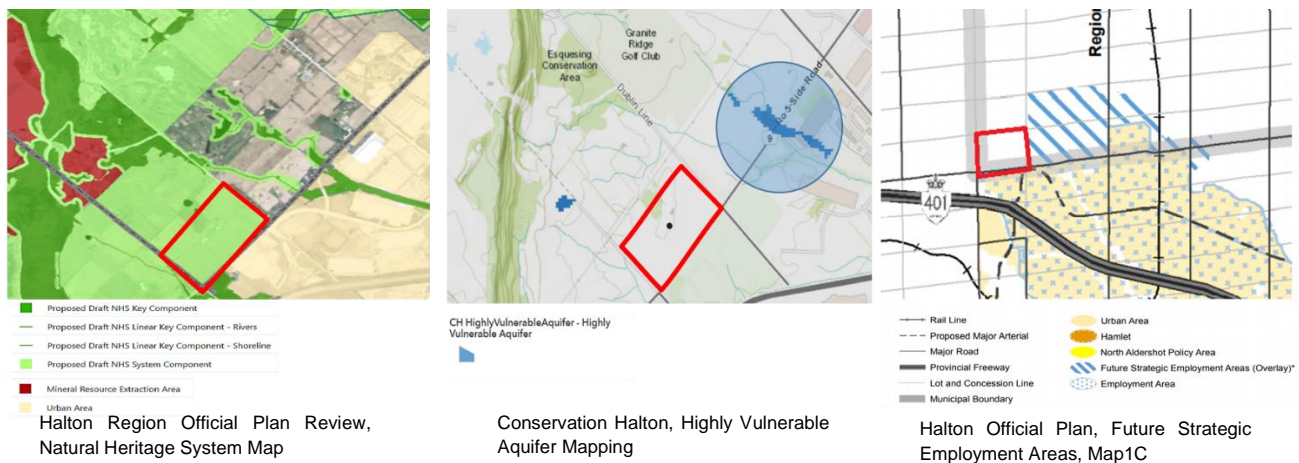 Proposed Draft NHS Key Component
Proposed Draft NHS Linear Key Component - Rivers
Proposed Draft NHS Linear Key Component - Shoreline
Proposed Draft NHS System Component
Mineral Resource Extraction Area
Urban Area
Halton Region Official Plan Review,
Natural Heritage System Map
Granite
Ridge
Golf Club
Esquesing
Conservation
Area
Dublin Line
5 Side Road
9
CH HighlyVulnerableAquifer - Highly
Vulnerable Aquifer
Conservation Halton, Highly Vulnerable
Aquifer Mapping
Region
401
Rail Line
Proposed Major Arterial
Major Road
Provincial Freeway
Lot and Concession Line
Municipal Boundary
Urban Area
Hamlet
North Aldershot Policy Area
Future Strategic Employment Areas (Overlay)*
Employment Area
Halton Official Plan, Future Strategic
Employment Areas, Map1C